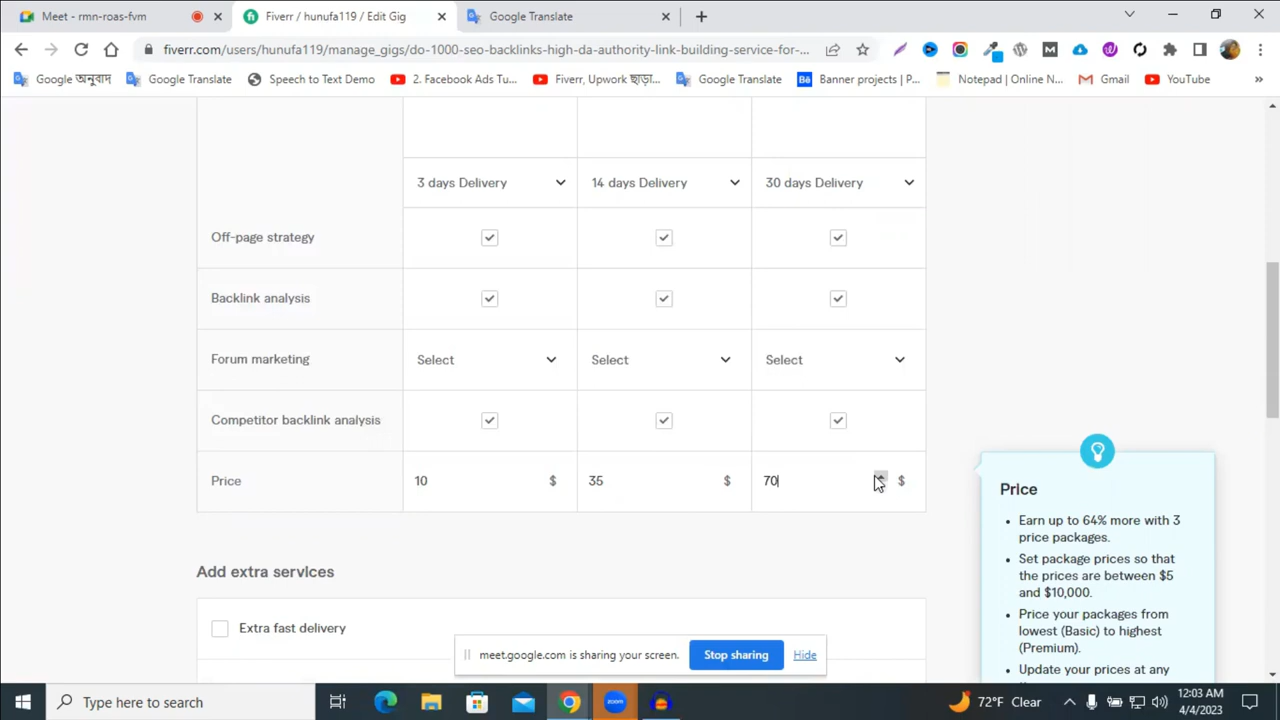 Meet - rmn-roas-fvm
Fiverr / hunufa119 / Edit Gig
Google Translate
fiverr.com/users/hunufa119/manage_gigs/do-1000-seo-backlinks-high-da-authority-link-building-service-for-...
Google অনুবাদ
Google Translate
Speech to Text Demo
2. Facebook Ads Tu...
Fiverr, Upwork ছাড়া...
Google Translate
Banner projects | P...
Notepad | Online N...
Gmail
YouTube
»
3 days Delivery
14 days Delivery
30 days Delivery
Off-page strategy
Backlink analysis
Forum marketing
Select
Select
Select
Competitor backlink analysis
Price
10
$
35
$
70
$
Price
• Earn up to 64% more with 3
price packages.
• Set package prices so that
the prices are between $5
and $10,000.
• Price your packages from
lowest (Basic) to highest
(Premium).
• Update your prices at any
Add extra services
Extra fast delivery
meet.google.com is sharing your screen.
Stop sharing
Hide
Type here to search
zoom
72°F Clear
12:03 AM
4/4/2023